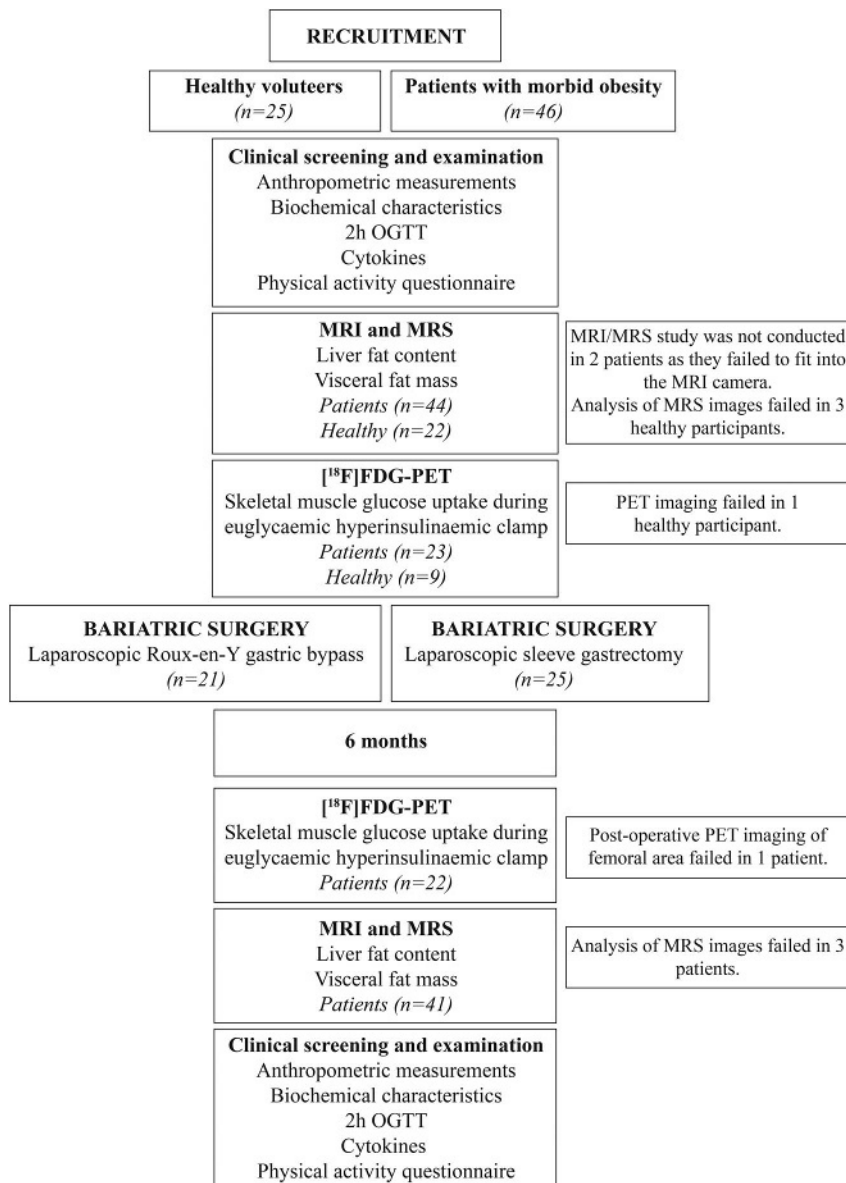 RECRUITMENT
Healthy voluteers
(n=25)
Patients with morbid obesity
(n=46)
Clinical screening and examination
Anthropometric measurements
Biochemical characteristics
2h OGTT
Cytokines
Physical activity questionnaire
MRI and MRS
Liver fat content
Visceral fat mass
Patients (n=44)
Healthy (n=22)
MRI/MRS study was not conducted
in 2 patients as they failed to fit into
the MRI camera.
Analysis of MRS images failed in 3
healthy participants.
[¹⁸F]FDG-PET
Skeletal muscle glucose uptake during
euglycaemic hyperinsulinaemic clamp
Patients (n=23)
Healthy (n=9)
PET imaging failed in 1
healthy participant.
BARIATRIC SURGERY
Laparoscopic Roux-en-Y gastric bypass
(n=21)
BARIATRIC SURGERY
Laparoscopic sleeve gastrectomy
(n=25)
6 months
[¹⁸F]FDG-PET
Skeletal muscle glucose uptake during
euglycaemic hyperinsulinaemic clamp
Patients (n=22)
Post-operative PET imaging of
femoral area failed in 1 patient.
MRI and MRS
Liver fat content
Visceral fat mass
Patients (n=41)
Analysis of MRS images failed in 3
patients.
Clinical screening and examination
Anthropometric measurements
Biochemical characteristics
2h OGTT
Cytokines
Physical activity questionnaire